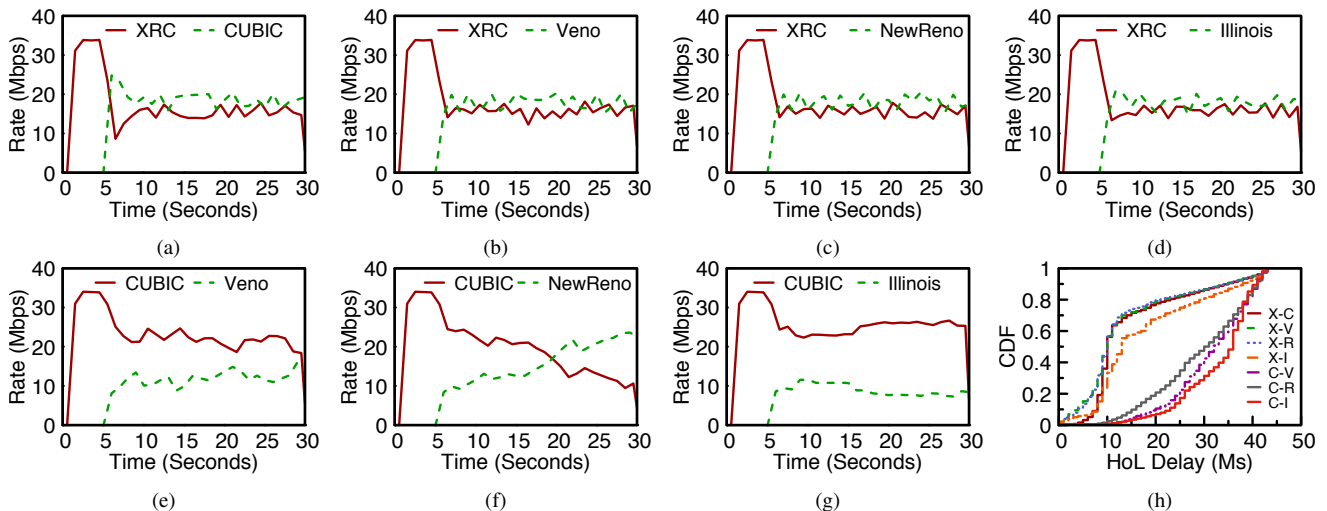 40
30
20
10
0
Rate (Mbps)
XRC CUBIC
0 5 10 15 20 25 30
Time (Seconds)
(a)
40
30
20
10
0
Rate (Mbps)
XRC Veno
0 5 10 15 20 25 30
Time (Seconds)
(b)
40
30
20
10
0
Rate (Mbps)
XRC NewReno
0 5 10 15 20 25 30
Time (Seconds)
(c)
40
30
20
10
0
Rate (Mbps)
XRC Illinois
0 5 10 15 20 25 30
Time (Seconds)
(d)
40
30
20
10
0
Rate (Mbps)
CUBIC Veno
0 5 10 15 20 25 30
Time (Seconds)
(e)
40
30
20
10
0
Rate (Mbps)
CUBIC NewReno
0 5 10 15 20 25 30
Time (Seconds)
(f)
40
30
20
10
0
Rate (Mbps)
CUBIC Illinois
0 5 10 15 20 25 30
Time (Seconds)
(g)
1
0.8
0.6
0.4
0.2
0
CDF
X-C
X-V
X-R
X-I
C-V
C-R
C-I
0 10 20 30 40 50
HoL Delay (Ms)
(h)